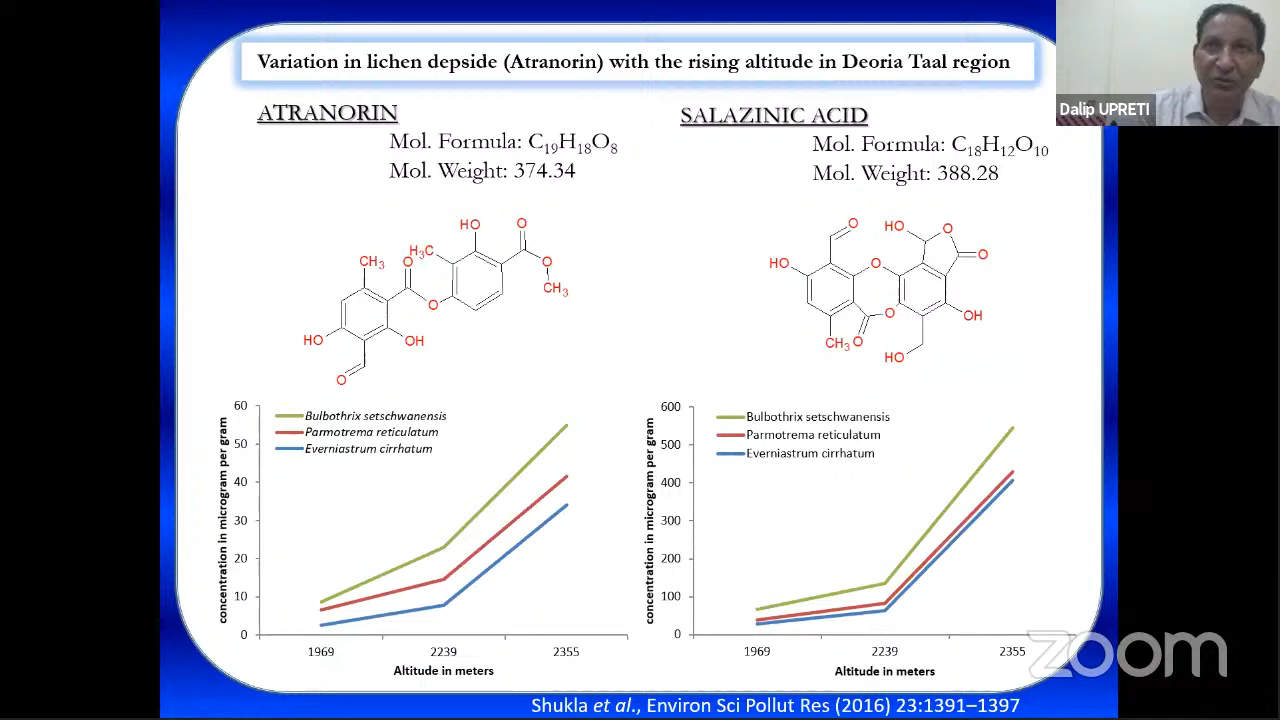 Variation in lichen depside (Atranorin) with the rising altitude in Deoria Taal region
Dalip UPRETI
ATRANORIN
Mol. Formula: C₁₉H₁₈O₈
Mol. Weight: 374.34
SALAZINIC ACID
Mol. Formula: C₁₈H₁₂O₁₀
Mol. Weight: 388.28
HO
O
H₃C
CH₃
O
O
O
CH₃
HO
OH
O
O
HO
O
HO
O
O
O
OH
CH₃
O
HO
60
50
40
30
20
10
0
concentration in microgram per gram
Bulbothrix setschwanensis
Parmotrema reticulatum
Everniastrum cirrhatum
1969
2239
2355
Altitude in meters
600
500
400
300
200
100
0
concentration in microgram per gram
Bulbothrix setschwanensis
Parmotrema reticulatum
Everniastrum cirrhatum
1969
2239
2355
Altitude in meters
zoom
Shukla et al., Environ Sci Pollut Res (2016) 23:1391–1397